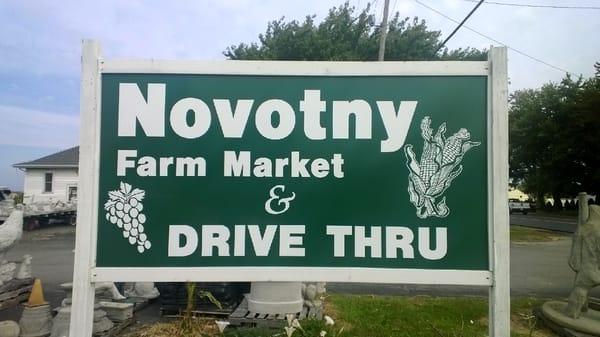 Novotny
Farm Market
&
DRIVE THRU